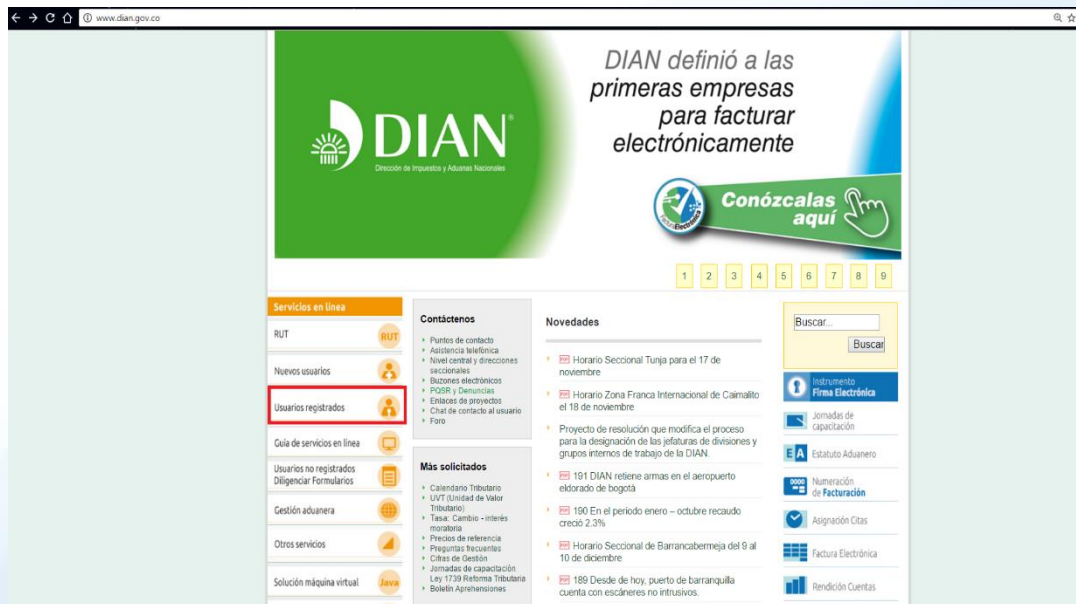 www.dian.gov.co
DIAN definió a las
primeras empresas
para facturar
electrónicamente
DIAN®
Dirección de Impuestos y Aduanas Nacionales
FacturaElectrónica
Conózcalas
aquí
1 2 3 4 5 6 7 8 9
Servicios en línea
RUT
RUT
Nuevos usuarios
Usuarios registrados
Guía de servicios en línea
Usuarios no registrados
Diligenciar Formularios
Gestión aduanera
Otros servicios
Solución máquina virtual
Java
Contáctenos
Puntos de contacto
Asistencia telefónica
Nivel central y direcciones
seccionales
Buzones electrónicos
PQSR y Denuncias
Enlaces de proyectos
Chat de contacto al usuario
Foro
Más solicitados
Calendario Tributario
UVT (Unidad de Valor
Tributario)
Tasa: Cambio - interés
moratoria
Precios de referencia
Preguntas frecuentes
Cifras de Gestión
Jornadas de capacitación
Ley 1739 Reforma Tributaria
Boletín Aprehensiones
Novedades
Horario Seccional Tunja para el 17 de
noviembre
Horario Zona Franca Internacional de Caimalito
el 18 de noviembre
Proyecto de resolución que modifica el proceso
para la designación de las jefaturas de divisiones y
grupos internos de trabajo de la DIAN.
191 DIAN retiene armas en el aeropuerto
eldorado de bogotá
190 En el periodo enero – octubre recaudo
creció 2.3%
Horario Seccional de Barrancabermeja del 9 al
10 de diciembre
189 Desde de hoy, puerto de barranquilla
cuenta con escáneres no intrusivos.
Buscar...
Buscar
Instrumento
Firma Electrónica
Jornadas de
capacitación
EA
Estatuto Aduanero
0000
Numeración
de Facturación
Asignación Citas
Factura Electrónica
Rendición Cuentas